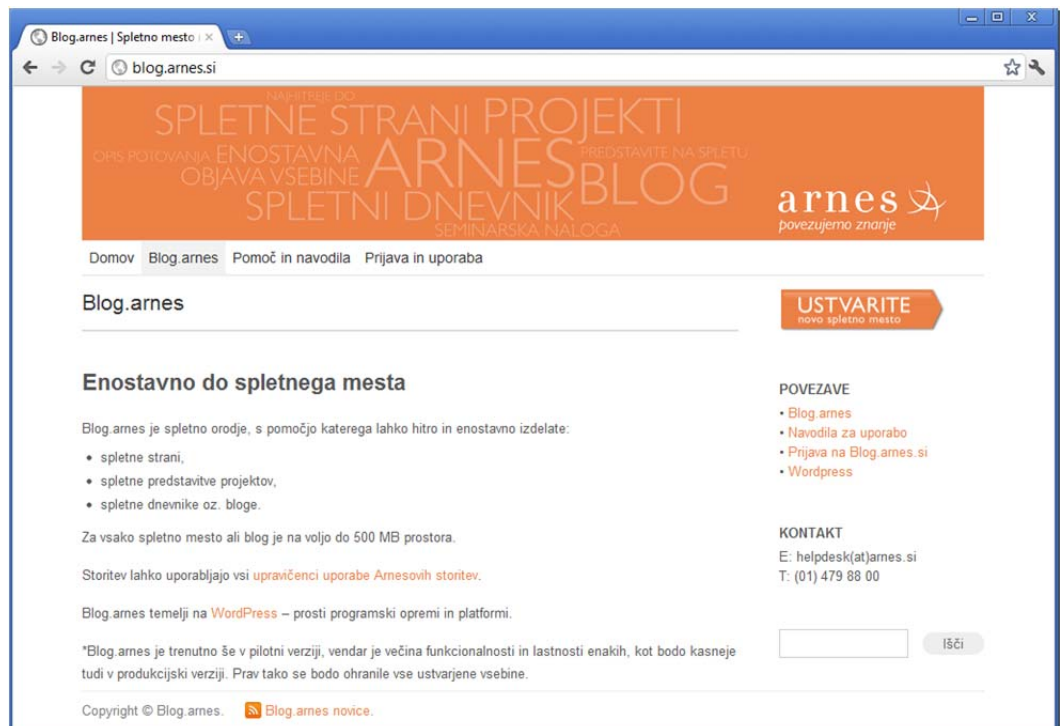 Blog.arnes | Spletno mesto
blog.arnes.si
NAJHITREJE DO
SPLETNE STRANI PROJEKTI
OPIS POTOVANJA ENOSTAVNA ARNES PREDSTAVITE NA SPLETU
OBJAVA VSEBINE BLOG
SPLETNI DNEVNIK
SEMINARSKA NALOGA
arnes
povezujemo znanje
Domov Blog.arnes Pomoč in navodila Prijava in uporaba
Blog.arnes
USTVARITE
novo spletno mesto
Enostavno do spletnega mesta
Blog.arnes je spletno orodje, s pomočjo katerega lahko hitro in enostavno izdelate:
• spletne strani,
• spletne predstavitve projektov,
• spletne dnevnike oz. bloge.
Za vsako spletno mesto ali blog je na voljo do 500 MB prostora.
Storitev lahko uporabljajo vsi upravičenci uporabe Arnesovih storitev.
Blog.arnes temelji na WordPress – prosti programski opremi in platformi.
*Blog.arnes je trenutno še v pilotni verziji, vendar je večina funkcionalnosti in lastnosti enakih, kot bodo kasneje
tudi v produkcijski verziji. Prav tako se bodo ohranile vse ustvarjene vsebine.
POVEZAVE
• Blog.arnes
• Navodila za uporabo
• Prijava na Blog.arnes.si
• Wordpress
KONTAKT
E: helpdesk(at)arnes.si
T: (01) 479 88 00
Išči
Copyright © Blog.arnes. Blog.arnes novice.